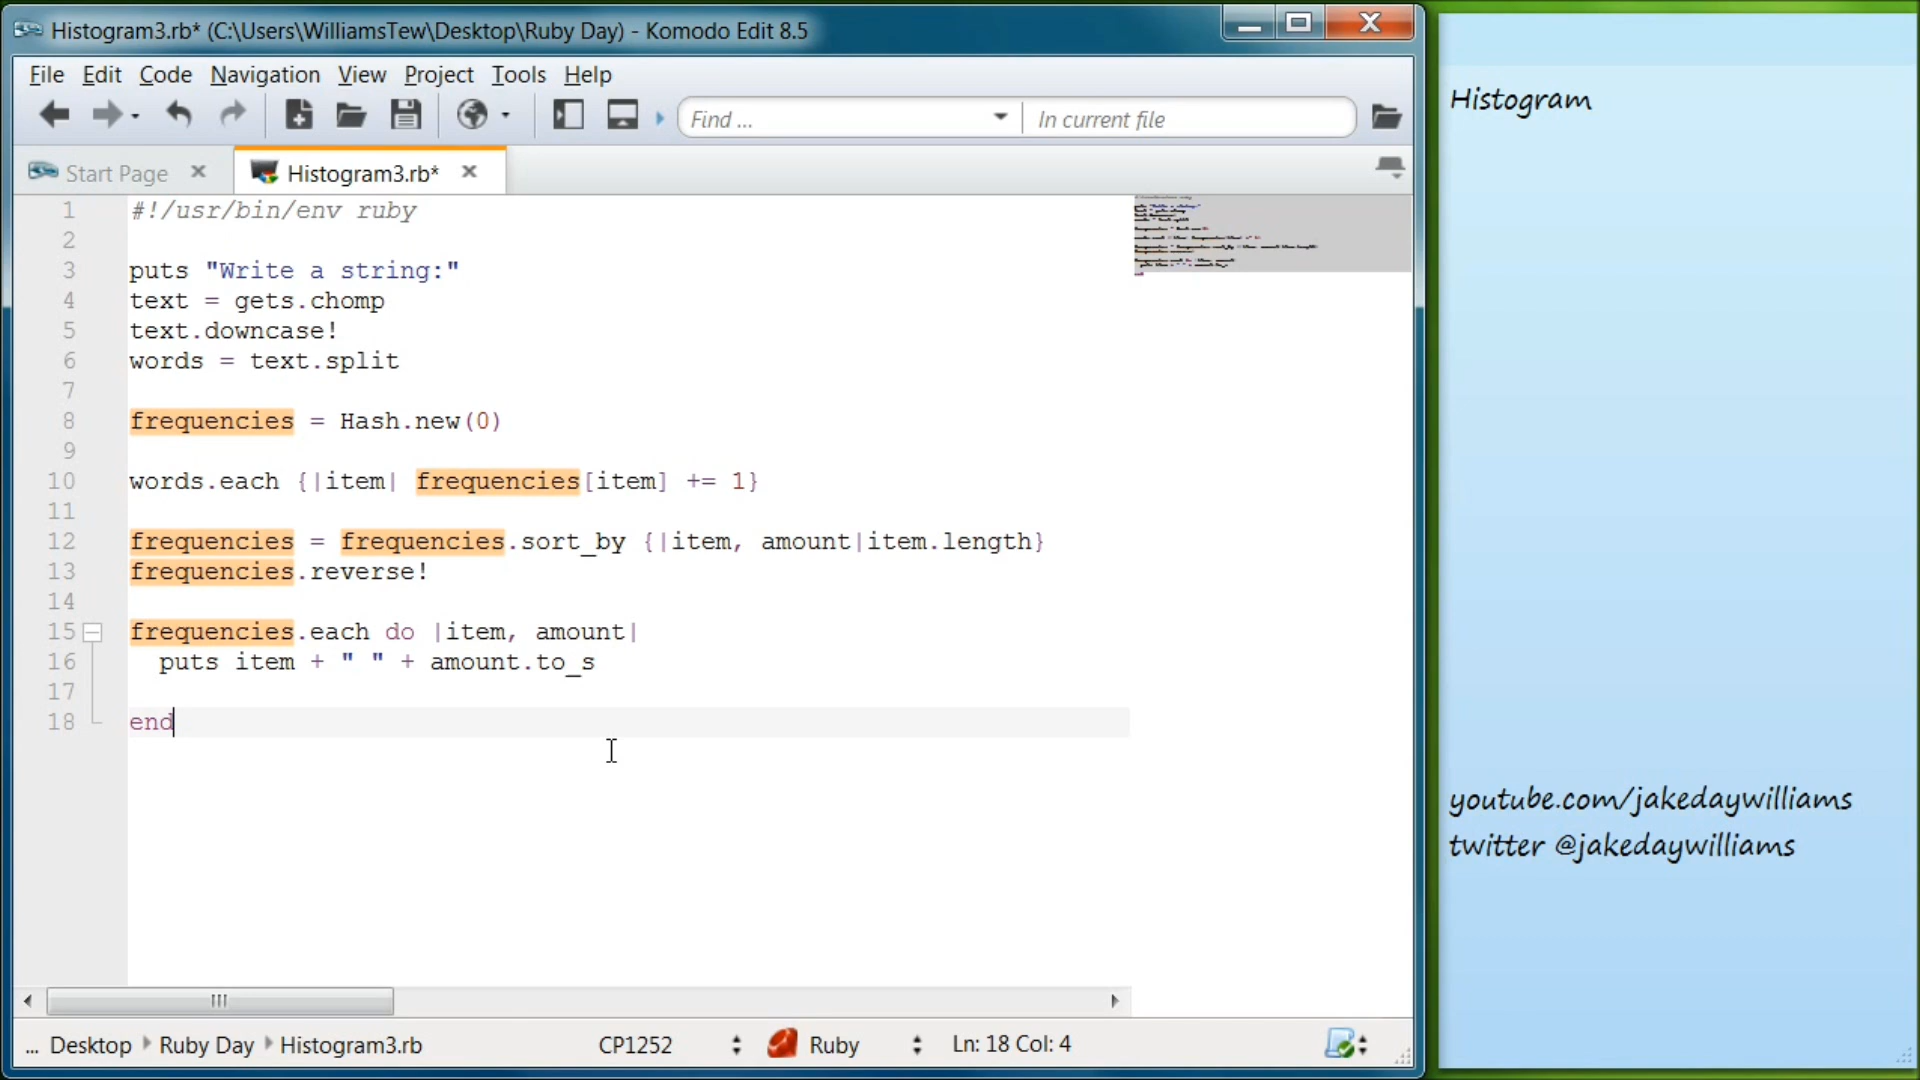 Histogram3.rb* (C:\Users\WilliamsTew\Desktop\Ruby Day) - Komodo Edit 8.5
File Edit Code Navigation View Project Tools Help
Find ... In current file
Start Page Histogram3.rb*
1 #!/usr/bin/env ruby
2
3 puts "Write a string:"
4 text = gets.chomp
5 text.downcase!
6 words = text.split
7
8 frequencies = Hash.new(0)
9
10 words.each {|item| frequencies[item] += 1}
11
12 frequencies = frequencies.sort_by {|item, amount|item.length}
13 frequencies.reverse!
14
15 frequencies.each do |item, amount|
16 puts item + " " + amount.to_s
17
18 end
... Desktop Ruby Day Histogram3.rb CP1252 Ruby Ln: 18 Col: 4
Histogram
youtube.com/jakedaywilliams
twitter @jakedaywilliams